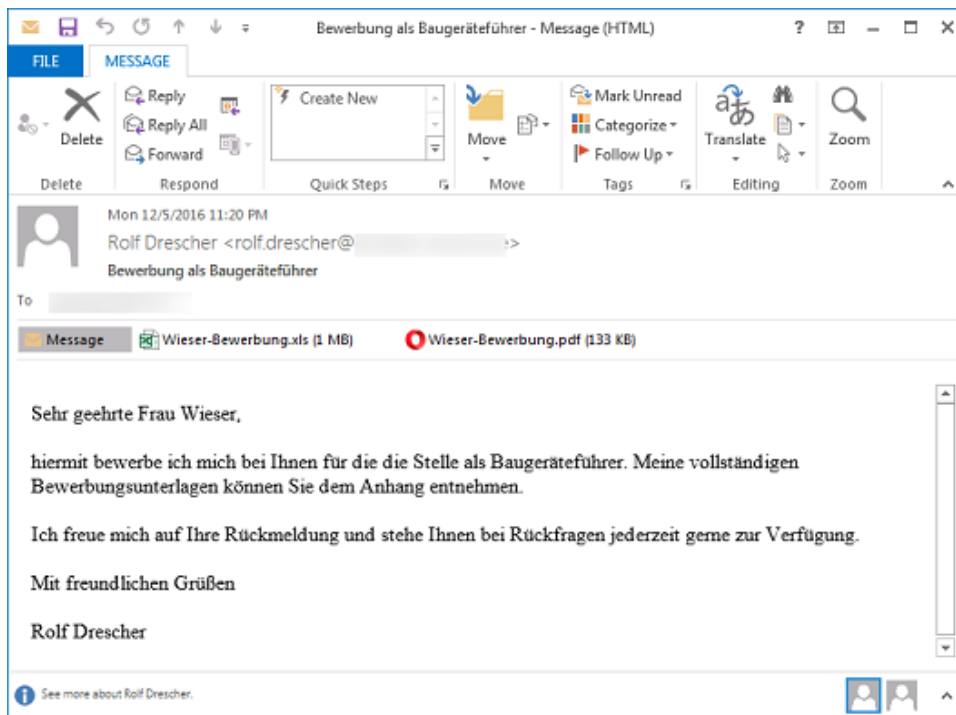 Bewerbung als Baugeräteführer - Message (HTML)
?
FILE
MESSAGE
Delete
Reply
Reply All
Forward
Create New
Move
Mark Unread
Categorize
Follow Up
Translate
Zoom
Delete
Respond
Quick Steps
Move
Tags
Editing
Zoom
Mon 12/5/2016 11:20 PM
Rolf Drescher <rolf.drescher@ e>
Bewerbung als Baugeräteführer
To
Message
Wieser-Bewerbung.xls (1 MB)
Wieser-Bewerbung.pdf (133 KB)
Sehr geehrte Frau Wieser,
hiermit bewerbe ich mich bei Ihnen für die die Stelle als Baugeräteführer. Meine vollständigen
Bewerbungsunterlagen können Sie dem Anhang entnehmen.
Ich freue mich auf Ihre Rückmeldung und stehe Ihnen bei Rückfragen jederzeit gerne zur Verfügung.
Mit freundlichen Grüßen
Rolf Drescher
See more about Rolf Drescher.